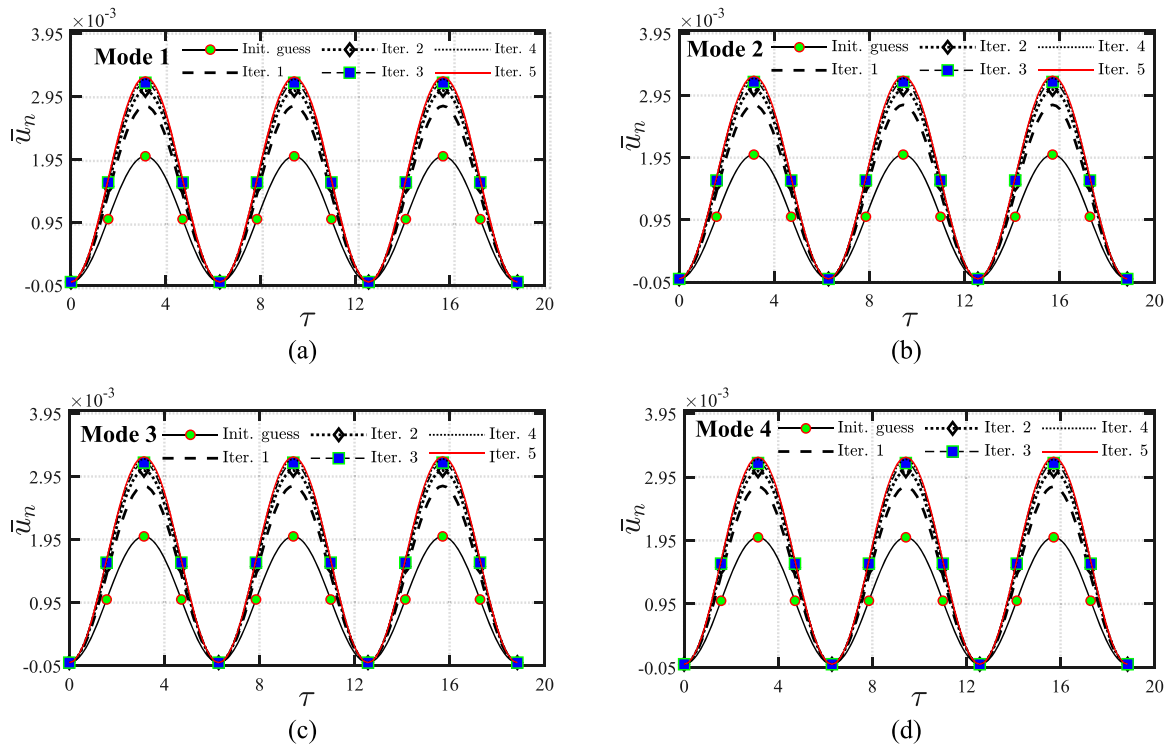 ×10⁻³
3.95
2.95
1.95
0.95
-0.05
ūₙ
Mode 1
Init. guess Iter. 2 Iter. 4
Iter. 1 Iter. 3 Iter. 5
0 4 8 12 16 20
τ
(a)
×10⁻³
3.95
2.95
1.95
0.95
-0.05
ūₙ
Mode 2
Init. guess Iter. 2 Iter. 4
Iter. 1 Iter. 3 Iter. 5
0 4 8 12 16 20
τ
(b)
×10⁻³
3.95
2.95
1.95
0.95
-0.05
ūₙ
Mode 3
Init. guess Iter. 2 Iter. 4
Iter. 1 Iter. 3 Iter. 5
0 4 8 12 16 20
τ
(c)
×10⁻³
3.95
2.95
1.95
0.95
-0.05
ūₙ
Mode 4
Init. guess Iter. 2 Iter. 4
Iter. 1 Iter. 3 Iter. 5
0 4 8 12 16 20
τ
(d)